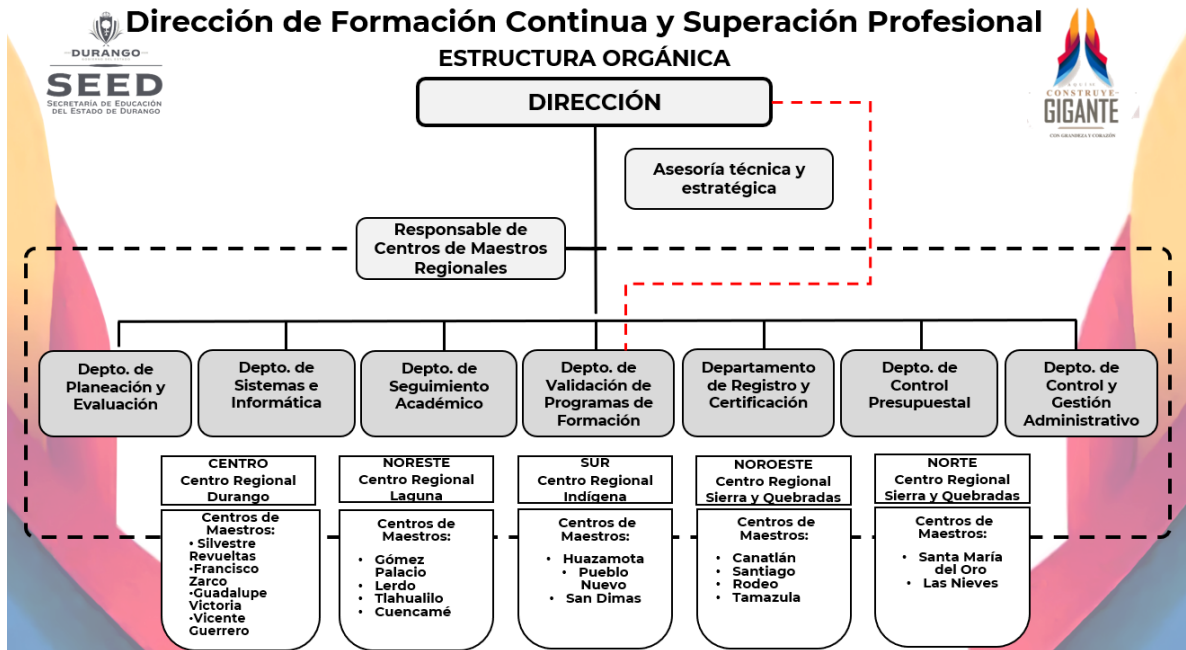 Dirección de Formación Continua y Superación Profesional
DURANGO
SEED
SECRETARÍA DE EDUCACIÓN
DEL ESTADO DE DURANGO
ESTRUCTURA ORGÁNICA
CONSTRUYE
GIGANTE
CON GRANDEZA Y CORAZÓN
DIRECCIÓN
Asesoría técnica y
estratégica
Responsable de
Centros de Maestros
Regionales
Depto. de
Planeación y
Evaluación
Depto. de
Sistemas e
Informática
Depto. de
Seguimiento
Académico
Depto. de
Validación de
Programas de
Formación
Departamento
de Registro y
Certificación
Depto. de
Control
Presupuestal
Depto. de
Control y
Gestión
Administrativo
CENTRO
Centro Regional
Durango
Centros de
Maestros:
• Silvestre
Revueltas
•Francisco
Zarco
•Guadalupe
Victoria
•Vicente
Guerrero
NORESTE
Centro Regional
Laguna
Centros de
Maestros:
• Gómez
Palacio
• Lerdo
• Tlahualilo
• Cuencamé
SUR
Centro Regional
Indígena
Centros de
Maestros:
• Huazamota
• Pueblo
Nuevo
• San Dimas
NOROESTE
Centro Regional
Sierra y Quebradas
Centros de
Maestros:
• Canatlán
• Santiago
• Rodeo
• Tamazula
NORTE
Centro Regional
Sierra y Quebradas
Centros de
Maestros:
• Santa María
del Oro
• Las Nieves